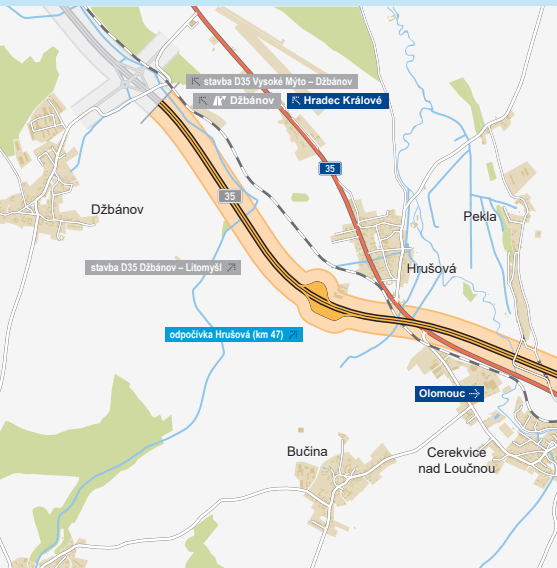 stavba D35 Vysoké Mýto – Džbánov
Džbánov
Hradec Králové
35
35
Džbánov
Pekla
stavba D35 Džbánov – Litomyšl
Hrušová
odpočívka Hrušová (km 47)
Olomouc
Bučina
Cerekvice
nad Loučnou